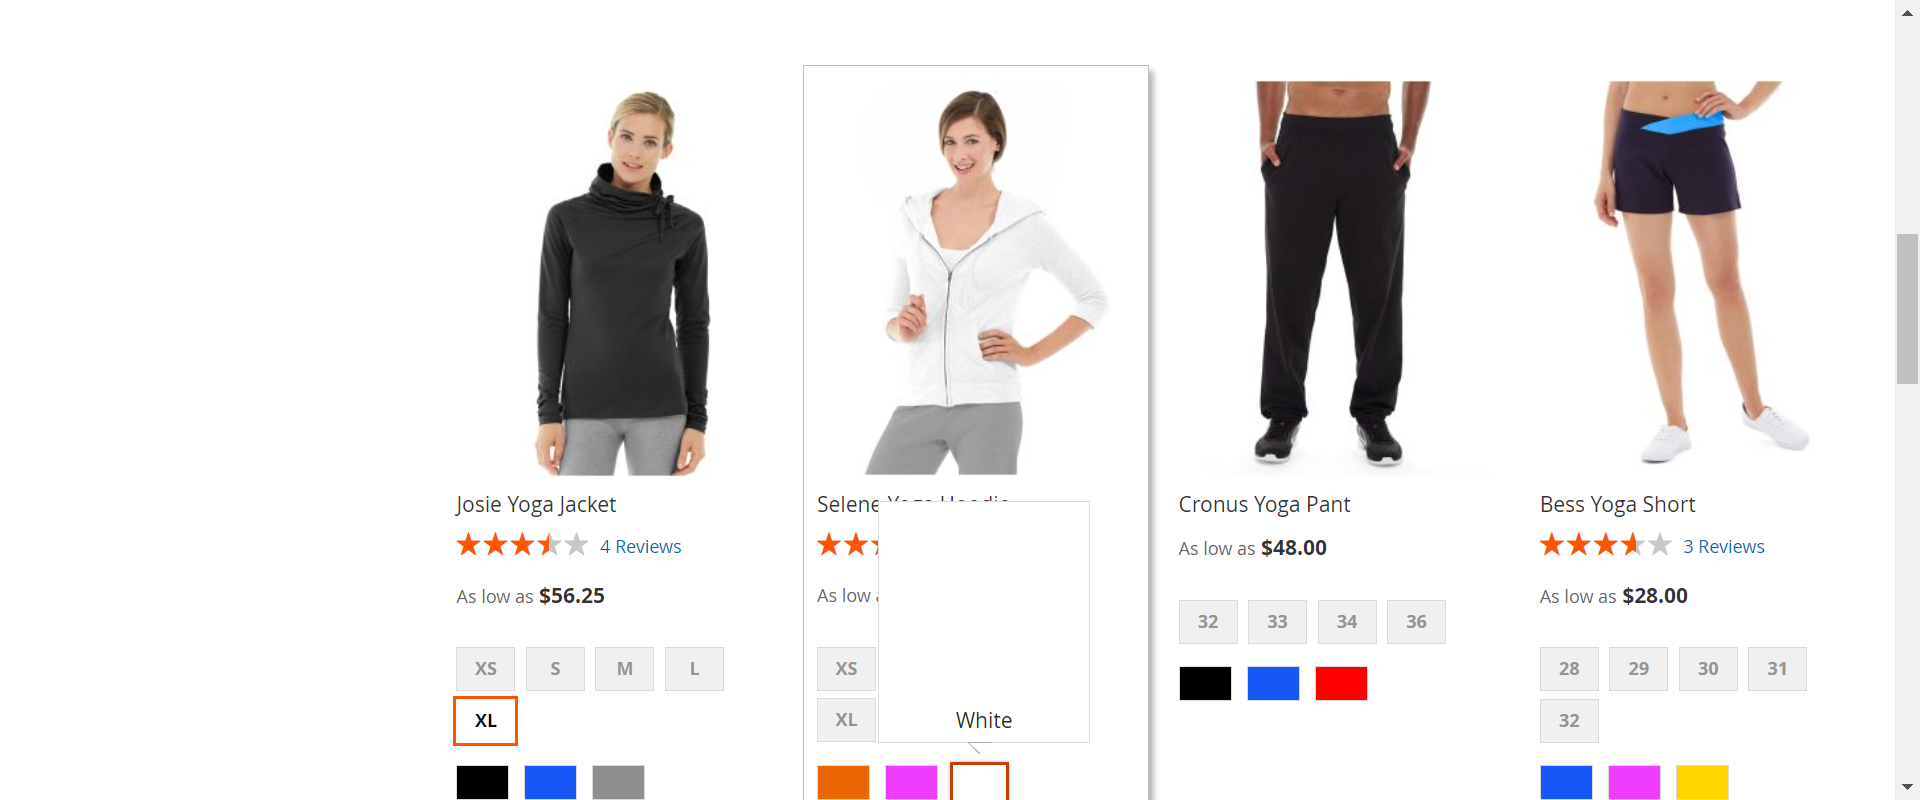 Josie Yoga Jacket
4 Reviews
As low as $56.25
XS S M L
XL
Selene Yoga Hoodie
As low
XS
XL
White
Cronus Yoga Pant
As low as $48.00
32 33 34 36
Bess Yoga Short
3 Reviews
As low as $28.00
28 29 30 31
32